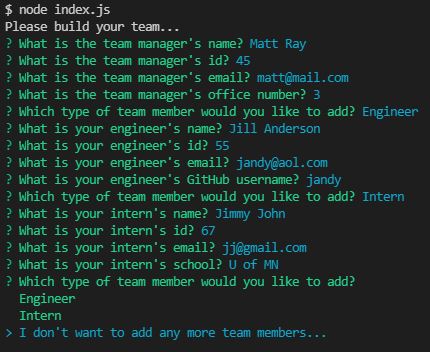 $ node index.js
Please build your team...
? What is the team manager's name? Matt Ray
? What is the team manager's id? 45
? What is the team manager's email? matt@mail.com
? What is the team manager's office number? 3
? Which type of team member would you like to add? Engineer
? What is your engineer's name? Jill Anderson
? What is your engineer's id? 55
? What is your engineer's email? jandy@aol.com
? What is your engineer's GitHub username? jandy
? Which type of team member would you like to add? Intern
? What is your intern's name? Jimmy John
? What is your intern's id? 67
? What is your intern's email? jj@gmail.com
? What is your intern's school? U of MN
? Which type of team member would you like to add?
Engineer
Intern
> I don't want to add any more team members...